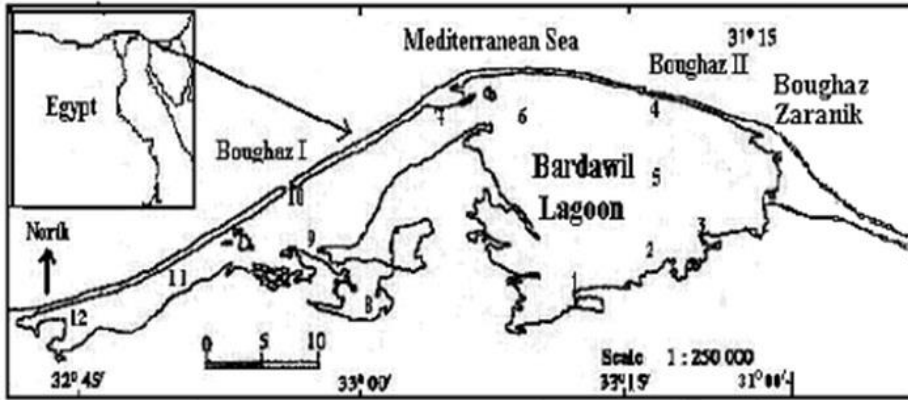 Mediterranean Sea
31° 15
Egypt
Boughaz II
Boughaz
Zaranik
Boughaz I
7
6
4
Bardawil
Lagoon
5
10
North
9
3
2
11
1
8
12
0 5 10
Scale 1 : 250 000
32° 45'
33° 00'
33° 15'
31° 00'